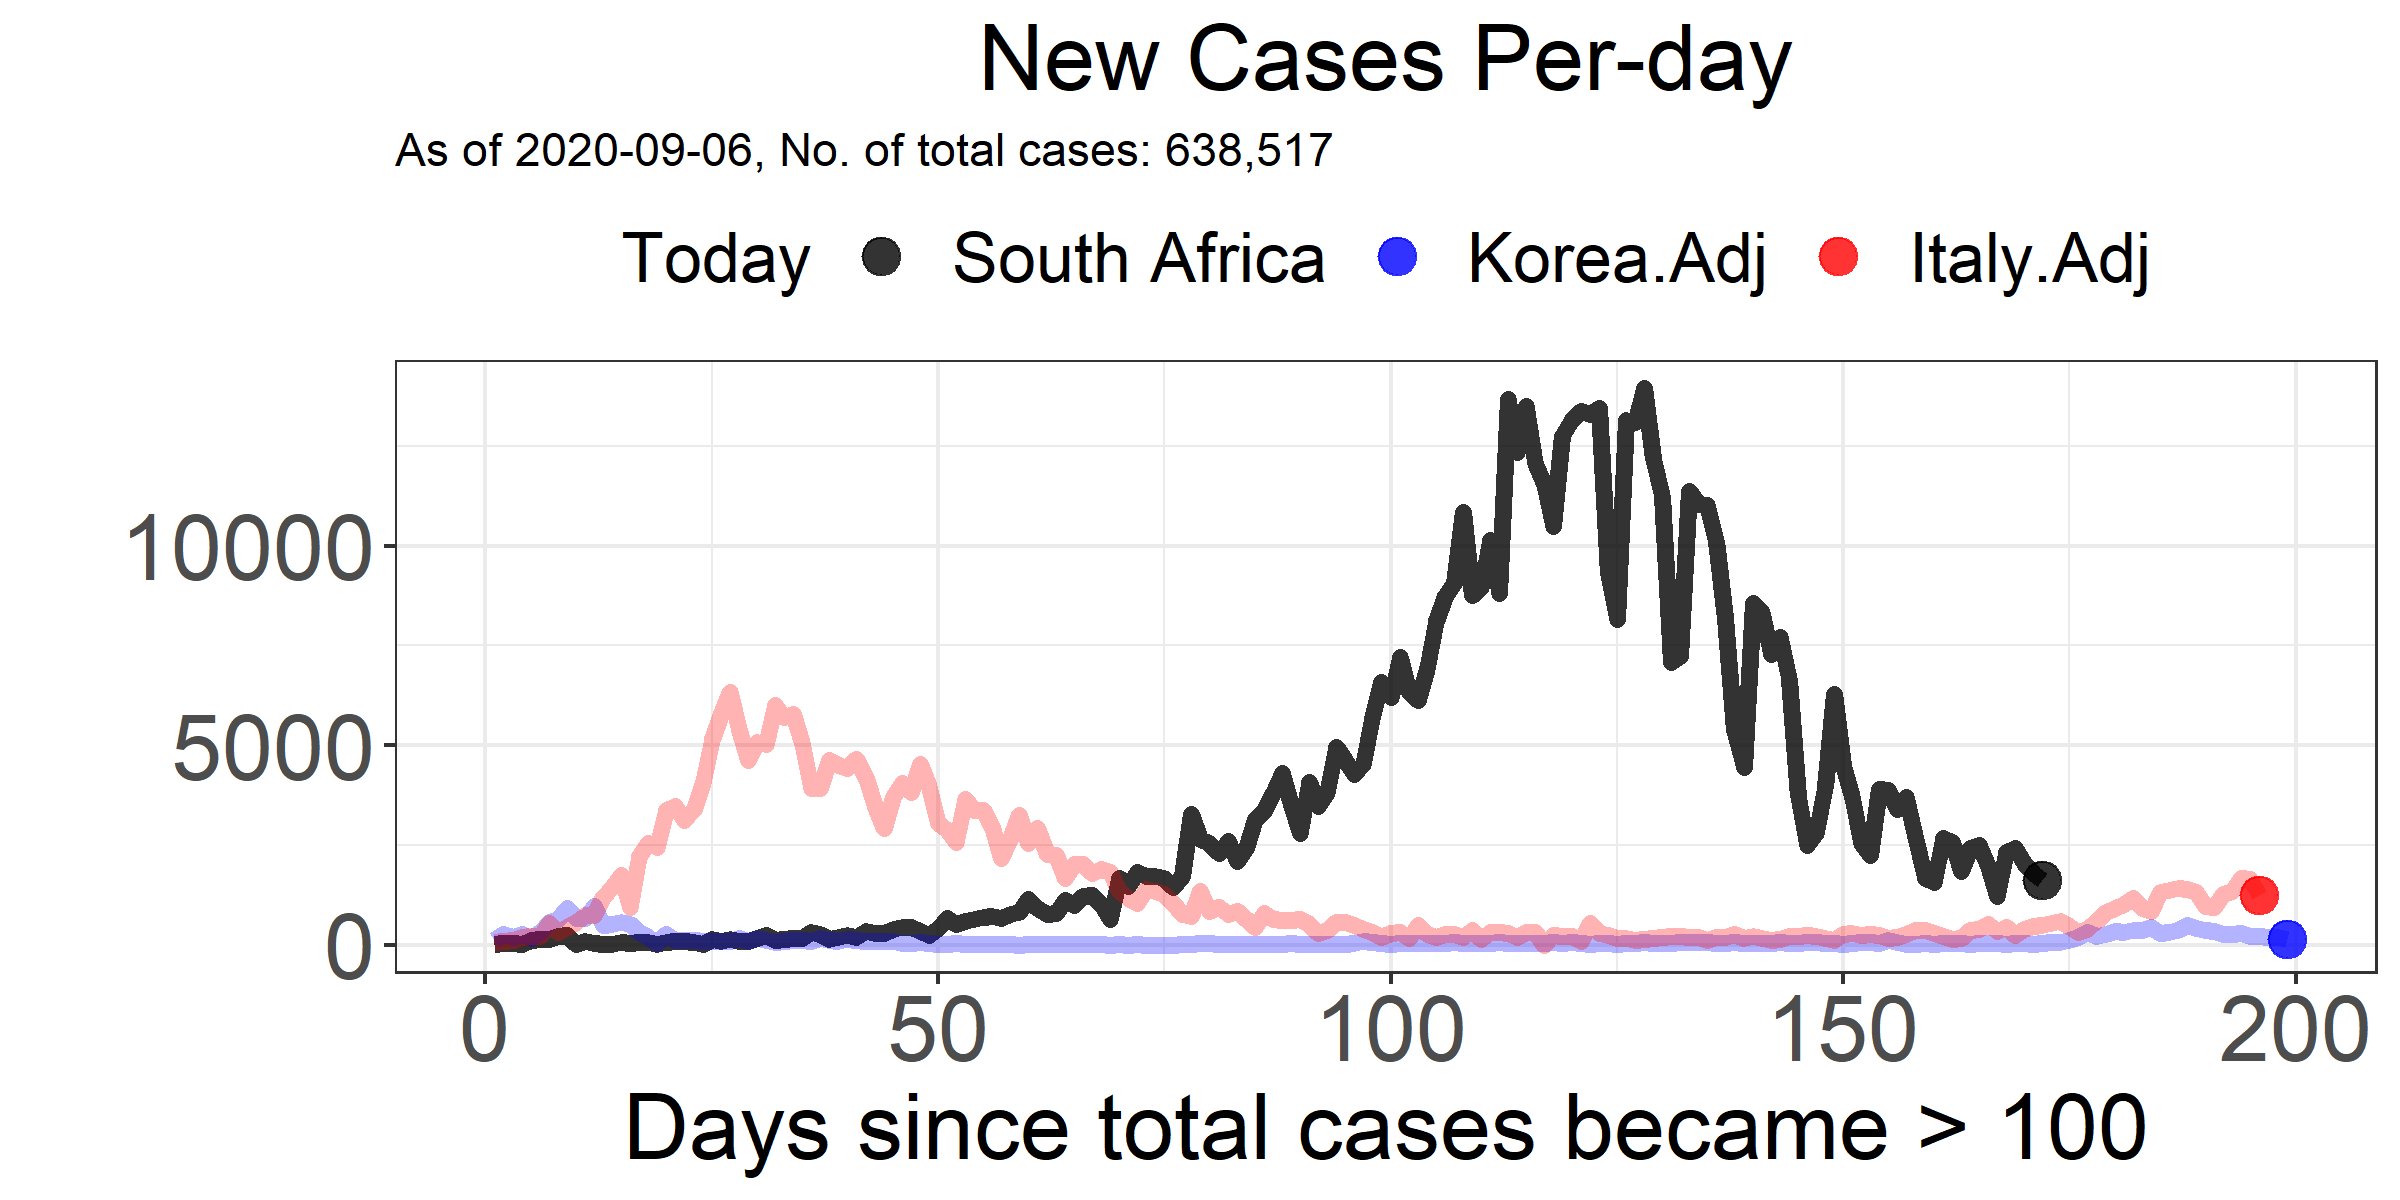 New Cases Per-day
As of 2020-09-06, No. of total cases: 638,517
Today South Africa Korea.Adj Italy.Adj
10000
5000
0
0 50 100 150 200
Days since total cases became > 100